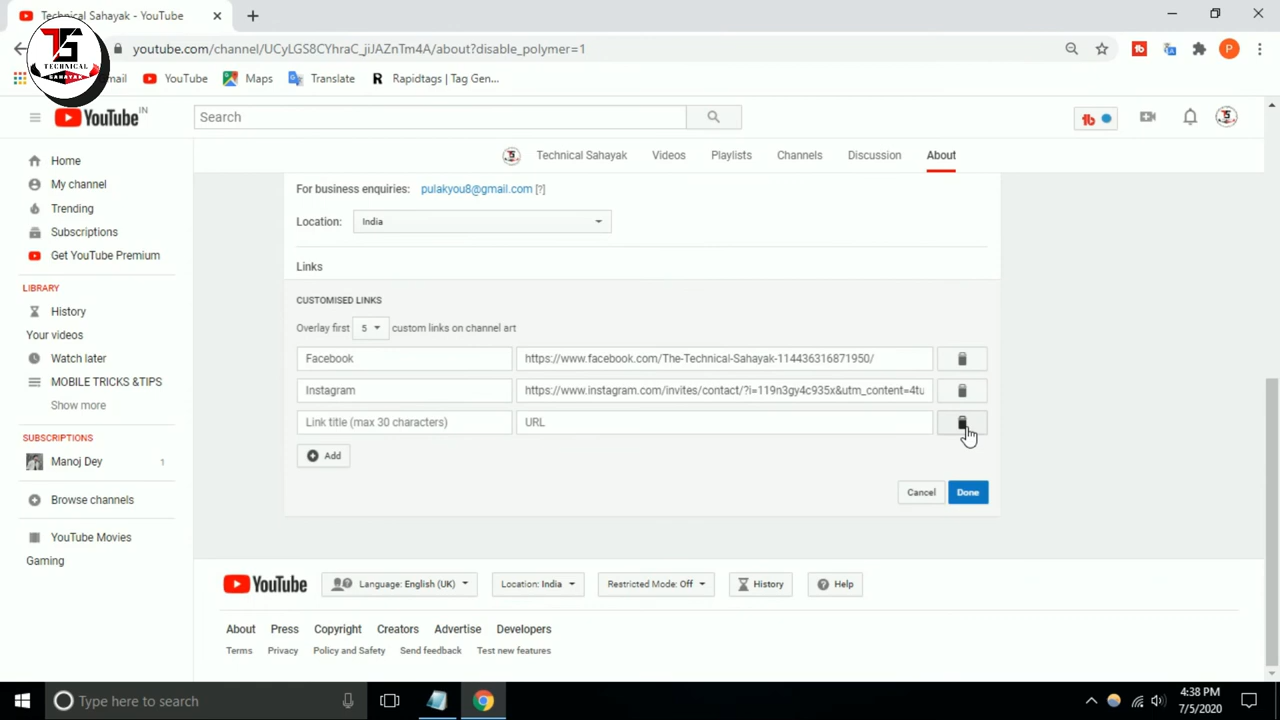 Technical Sahayak - YouTube
youtube.com/channel/UCyLGS8CYhraC_jiJAZnTm4A/about?disable_polymer=1
TS
TECHNICAL
SAHAYAK
mail
YouTube
Maps
Translate
R
Rapidtags | Tag Gen...
P
YouTube IN
Search
Technical Sahayak
Videos
Playlists
Channels
Discussion
About
Home
My channel
Trending
Subscriptions
Get YouTube Premium
LIBRARY
History
Your videos
Watch later
MOBILE TRICKS &TIPS
Show more
SUBSCRIPTIONS
Manoj Dey 1
Browse channels
YouTube Movies
Gaming
For business enquiries: pulakyou8@gmail.com [?]
Location: India
Links
CUSTOMISED LINKS
Overlay first 5 custom links on channel art
Facebook https://www.facebook.com/The-Technical-Sahayak-114436316871950/
Instagram https://www.instagram.com/invites/contact/?i=119n3gy4c935x&utm_content=4tu
Link title (max 30 characters) URL
Add
Cancel Done
YouTube Language: English (UK) Location: India Restricted Mode: Off History Help
About Press Copyright Creators Advertise Developers
Terms Privacy Policy and Safety Send feedback Test new features
Type here to search
4:38 PM
7/5/2020